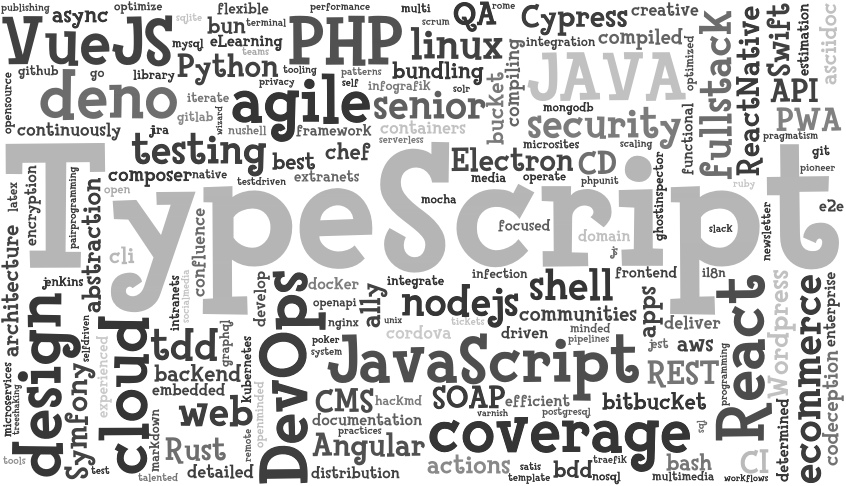 publishing
optimize
sqlite
flexible
performance
multi
rome
creative
async
bun
terminal
scrum
QA
Cypress
Swift
estimation
asciidoc
VueJS
mysql
eLearning
teams
PHP
linux
integration
compiled
fullstack
ReactNative
github
go
library
Python
tooling
patterns
bundling
bucket
compiling
JAVA
optimized
API
opensource
deno
iterate
privacy
self
infografik
solr
gitlab
wizard
agile
senior
mongodb
security
functional
PWA
continuously
jra
nushell
framework
containers
serverless
microsites
scaling
pragmatism
testing
best
chef
Electron
CD
git
composer
native
testdriven
extranets
media
operate
phpunit
ghostinspector
pioneer
ruby
latex
encryption
pairprogramming
abstraction
open
TypeScript
mocha
focused
domain
js
slack
newsletter
e2e
cli
confluence
architecture
jenkins
intranets
socialmedia
develop
docker
integrate
infection
shell
frontend
il8n
openapi
a11y
nodejs
communities
apps
React
wordpress
ecommerce
enterprise
design
selfdriven
cloud
tdd
graphql
DevOps
nginx
unix
cordova
tickets
driven
minded
pipelines
deliver
poker
system
JavaScript
jest
aws
microservices
treeshaking
Symfony
experienced
backend
kubernetes
REST
programming
embedded
openminded
CMS
hackmd
SOAP
efficient
bitbucket
web
documentation
varnish
postgresql
sql
determined
codeception
markdown
Rust
remote
practices
Angular
coverage
tools
test
talented
detailed
distribution
actions
satis
template
bdd
traefik
nosql
bash
multimedia
CI
workflows